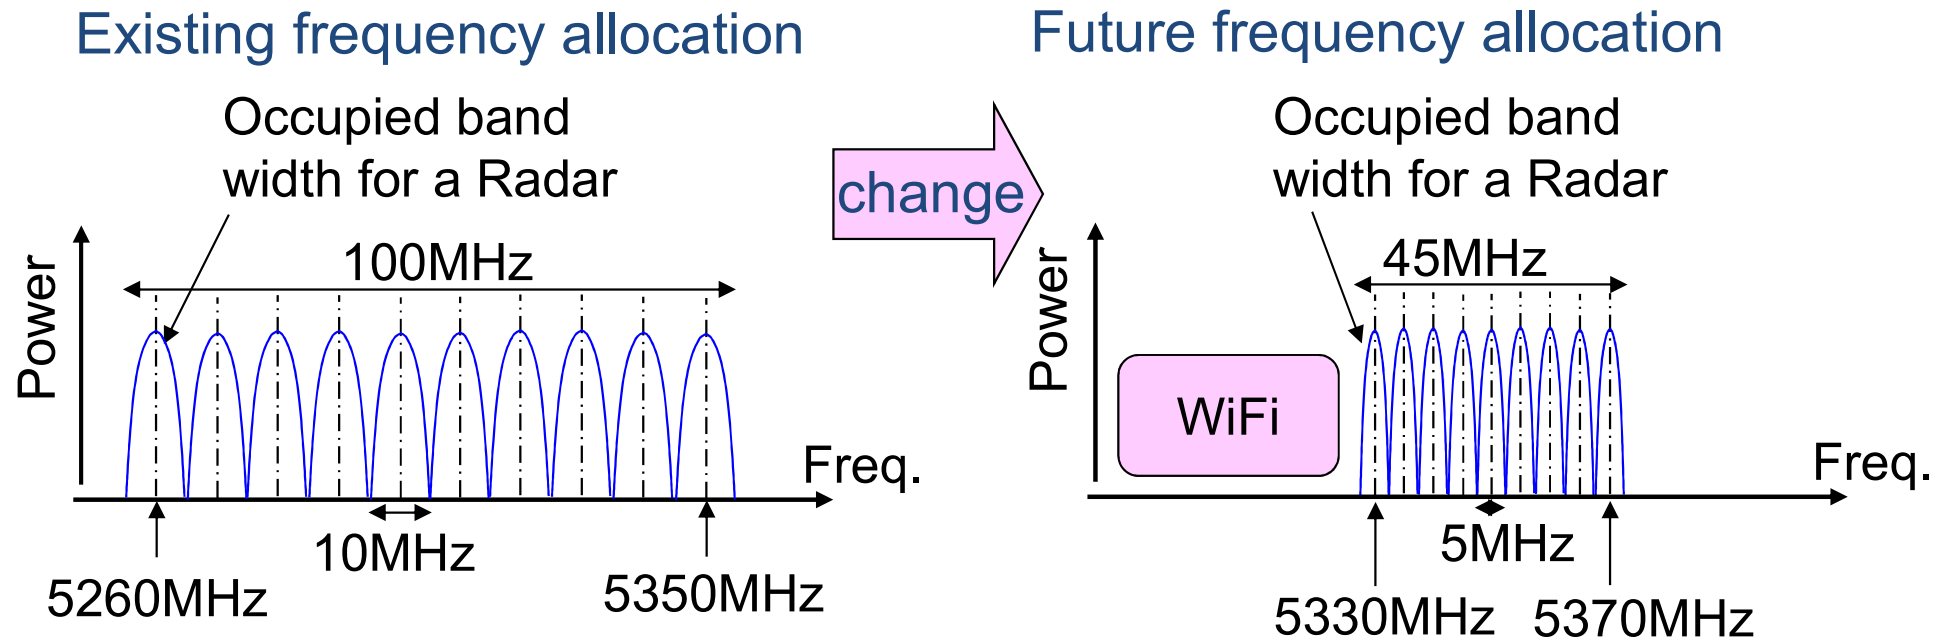 Existing frequency allocation
Occupied band
width for a Radar
100MHz
Power
Freq.
10MHz
5260MHz
5350MHz
change
Future frequency allocation
Occupied band
width for a Radar
45MHz
Power
WiFi
Freq.
5MHz
5330MHz
5370MHz